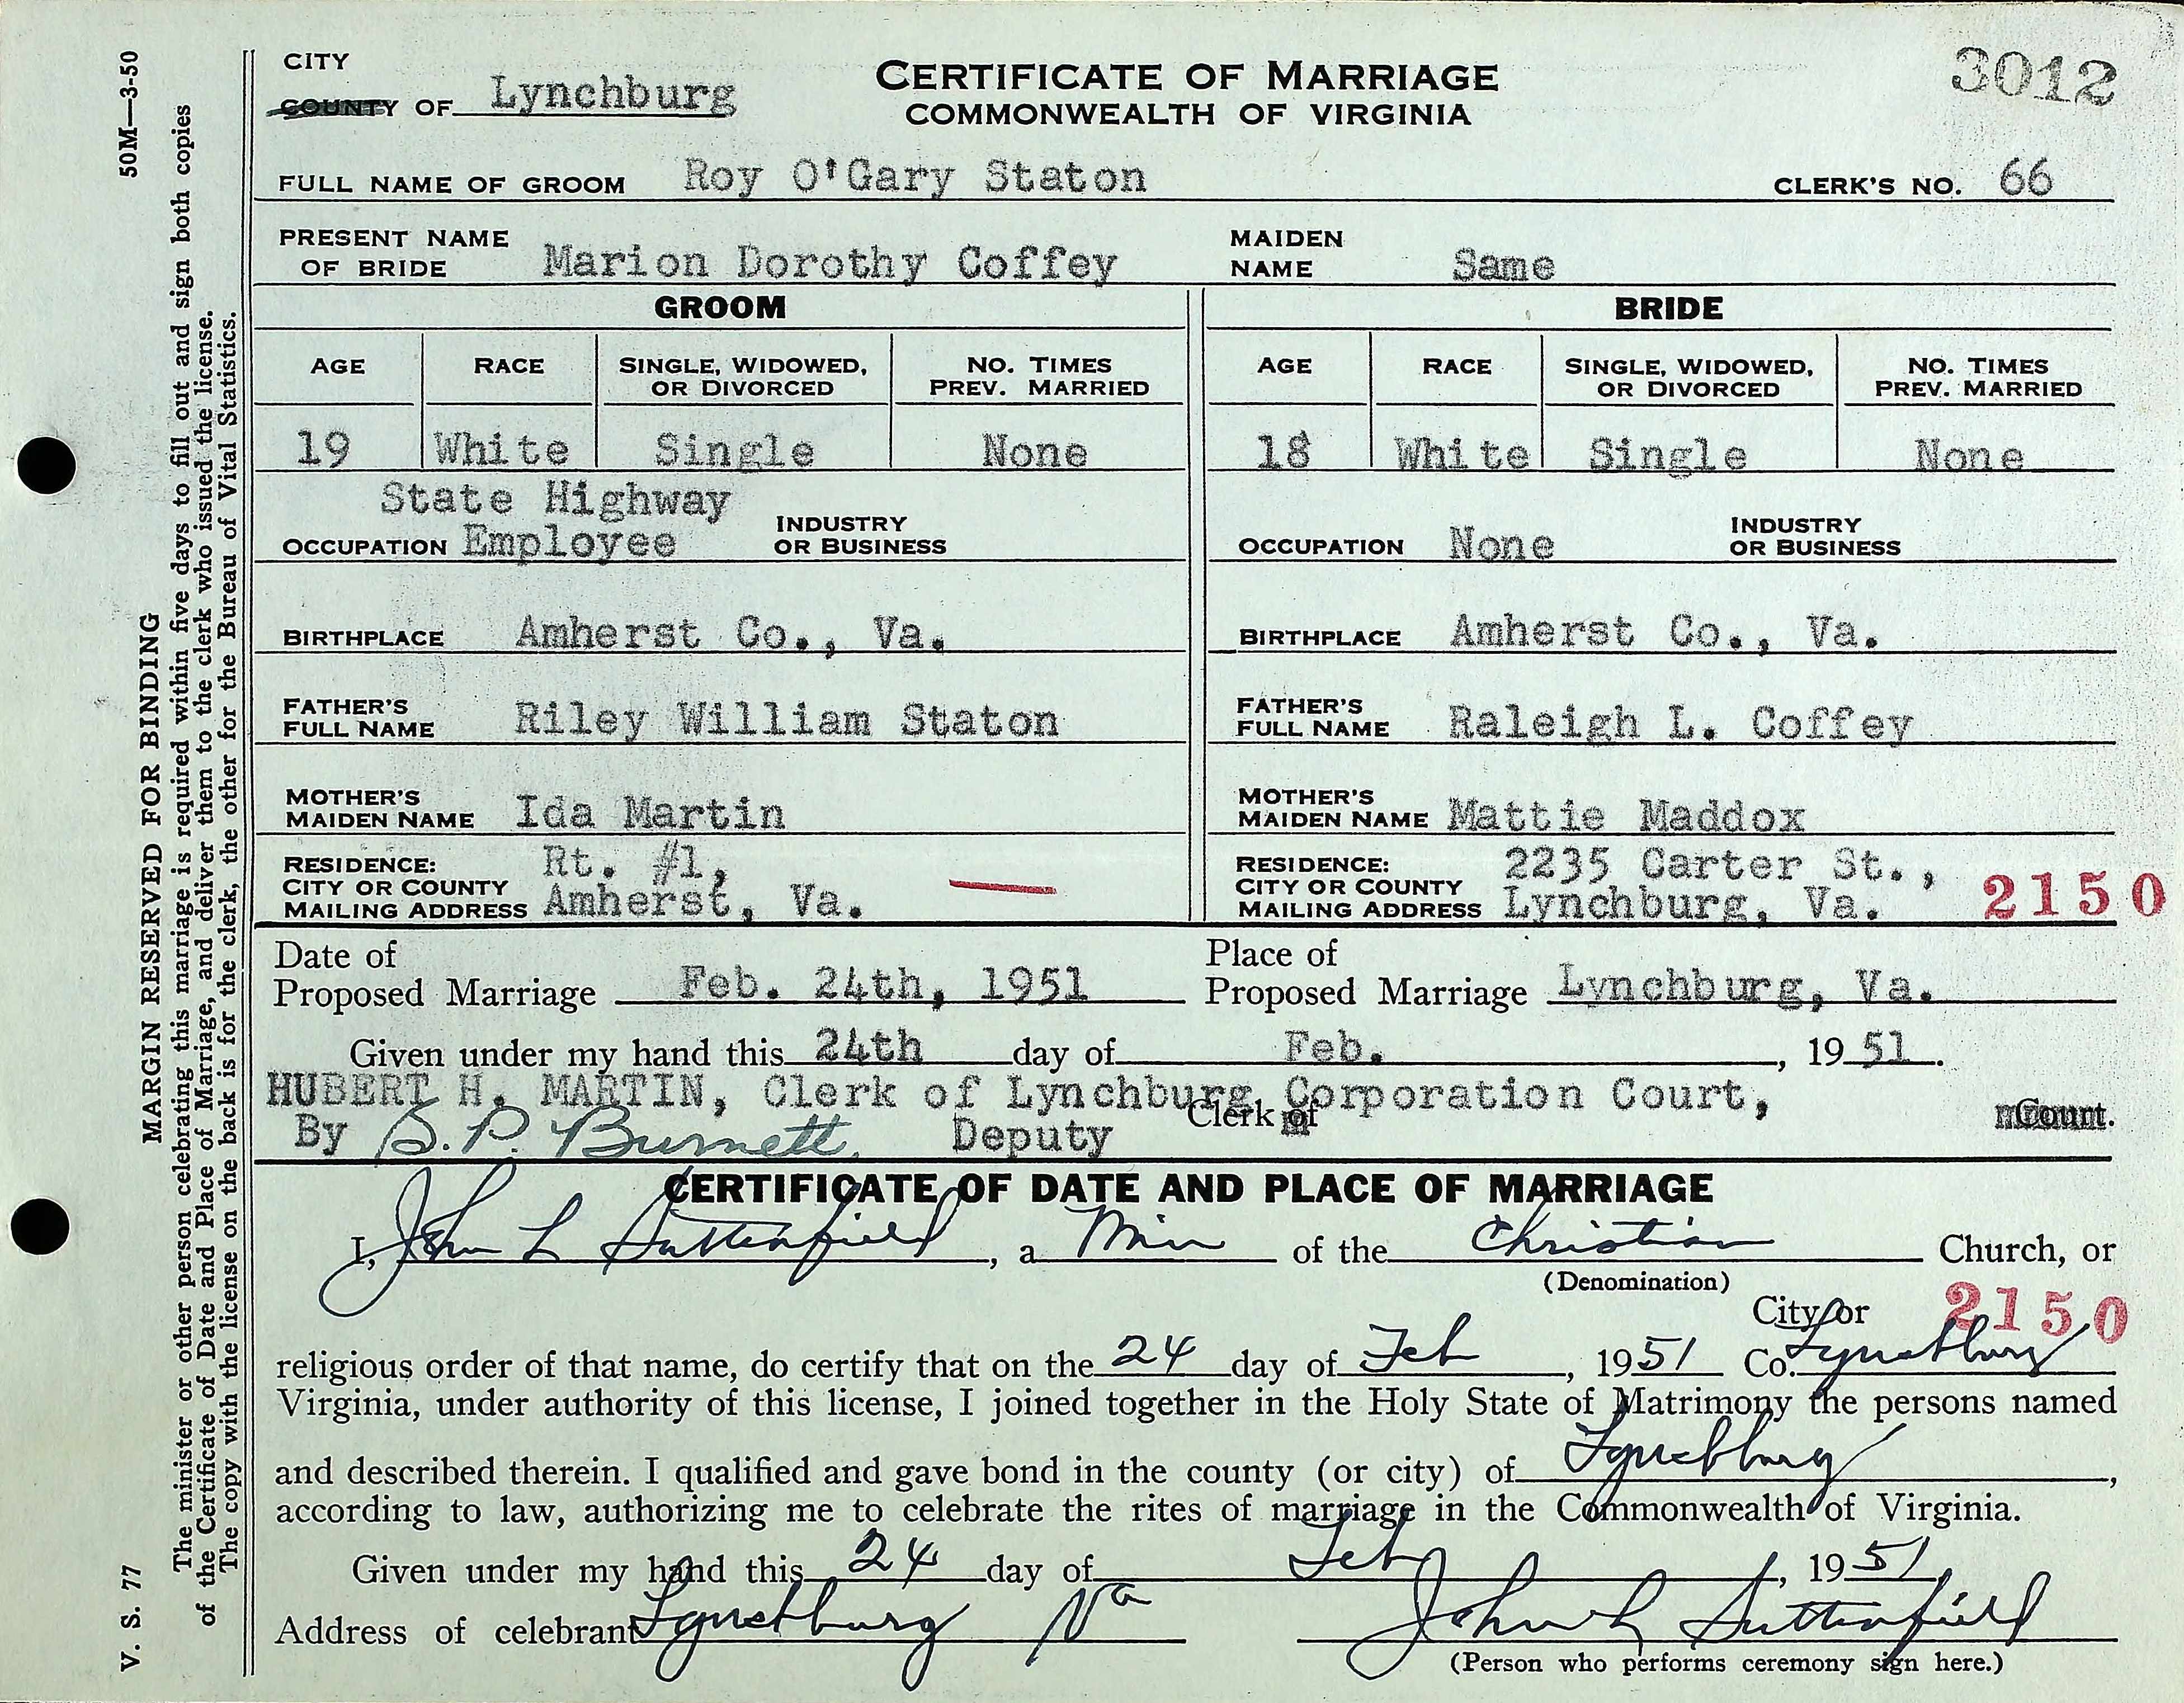 CITY
CERTIFICATE OF MARRIAGE
3012
COUNTY OF Lynchburg
COMMONWEALTH OF VIRGINIA
FULL NAME OF GROOM Roy O'Gary Staton CLERK'S NO. 66
PRESENT NAME OF BRIDE Marion Dorothy Coffey MAIDEN NAME Same
GROOM BRIDE
AGE RACE SINGLE, WIDOWED, OR DIVORCED NO. TIMES PREV. MARRIED AGE RACE SINGLE, WIDOWED, OR DIVORCED NO. TIMES PREV. MARRIED
19 White Single None 18 White Single None
OCCUPATION State Highway Employee INDUSTRY OR BUSINESS OCCUPATION None INDUSTRY OR BUSINESS
BIRTHPLACE Amherst Co., Va. BIRTHPLACE Amherst Co., Va.
FATHER'S FULL NAME Riley William Staton FATHER'S FULL NAME Raleigh L. Coffey
MOTHER'S MAIDEN NAME Ida Martin MOTHER'S MAIDEN NAME Mattie Maddox
RESIDENCE: CITY OR COUNTY MAILING ADDRESS Rt. #1, Amherst, Va. RESIDENCE: CITY OR COUNTY MAILING ADDRESS 2235 Carter St., Lynchburg, Va. 2150
Date of Proposed Marriage Feb. 24th, 1951 Place of Proposed Marriage Lynchburg, Va.
Given under my hand this 24th day of Feb., 1951.
HUBERT H. MARTIN, Clerk of Lynchburg Corporation Court,
Clerk of Court.
By S. P. Burnett, Deputy
CERTIFICATE OF DATE AND PLACE OF MARRIAGE
I, John L Suttenfield, a Min of the Christian Church, or
(Denomination)
City or 2150
religious order of that name, do certify that on the 24 day of Feb, 1951 Co. Lynchburg
Virginia, under authority of this license, I joined together in the Holy State of Matrimony the persons named
and described therein. I qualified and gave bond in the county (or city) of Lynchburg,
according to law, authorizing me to celebrate the rites of marriage in the Commonwealth of Virginia.
Given under my hand this 24 day of Feb, 1951
Address of celebrant Lynchburg Va John L Suttenfield
(Person who performs ceremony sign here.)
V. S. 77 MARGIN RESERVED FOR BINDING 50M—3-50
The minister or other person celebrating this marriage is required within five days to fill out and sign both copies
of the Certificate of Date and Place of Marriage, and deliver them to the clerk who issued the license.
The copy with the license on the back is for the clerk, the other for the Bureau of Vital Statistics.